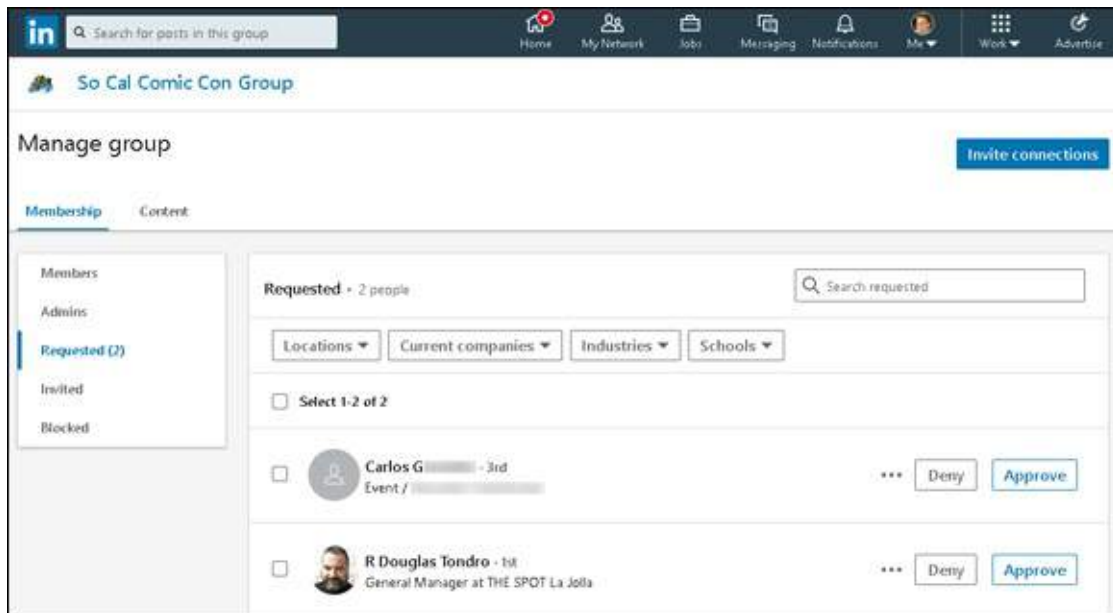 in Search for posts in this group
Home My Network Jobs Messaging Notifications Me Work Advertise
So Cal Comic Con Group
Manage group
Invite connections
Membership Content
Members
Admins
Requested (2)
Invited
Blocked
Requested • 2 people
Search requested
Locations Current companies Industries Schools
Select 1-2 of 2
Carlos G - 3rd
Event /
••• Deny Approve
R Douglas Tondro - 1st
General Manager at THE SPOT La Jolla
••• Deny Approve